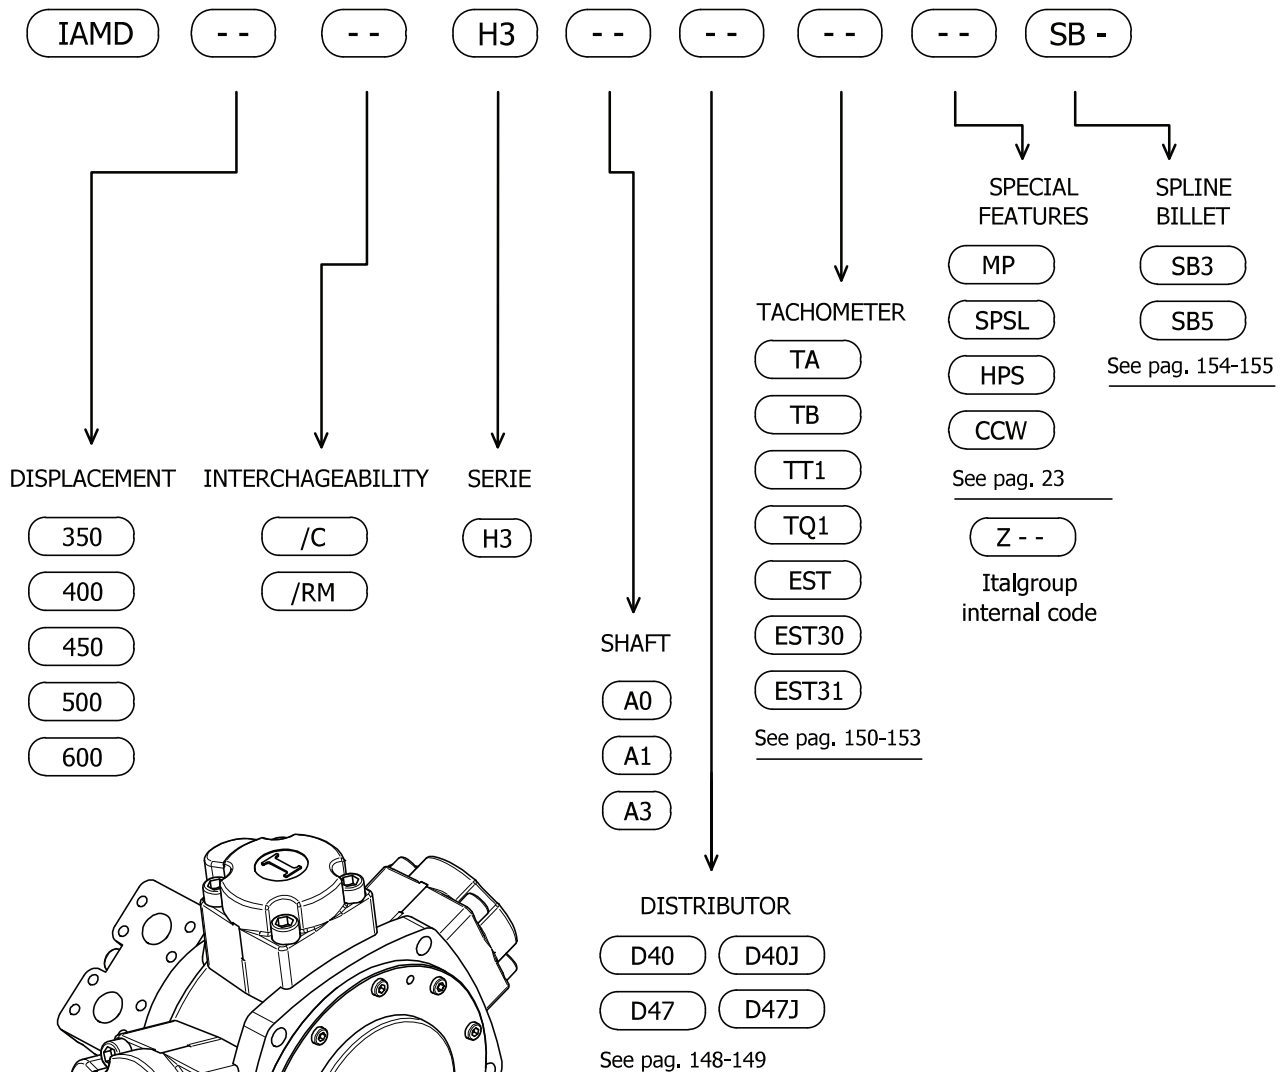 IAMD - - - - H3 - - - - - - - - SB -
DISPLACEMENT
350
400
450
500
600
INTERCHAGEABILITY
/C
/RM
SERIE
H3
SHAFT
A0
A1
A3
DISTRIBUTOR
D40 D40J
D47 D47J
See pag. 148-149
TACHOMETER
TA
TB
TT1
TQ1
EST
EST30
EST31
See pag. 150-153
SPECIAL
FEATURES
MP
SPSL
HPS
CCW
See pag. 23
Z - -
Italgroup
internal code
SPLINE
BILLET
SB3
SB5
See pag. 154-155